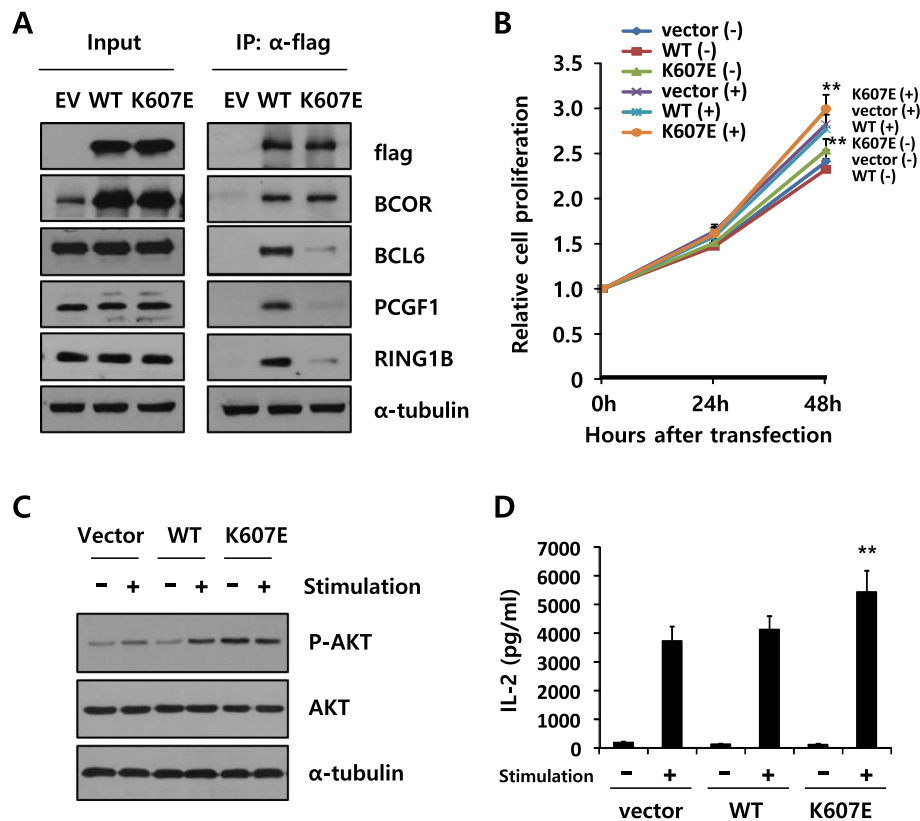 A
Input
IP: α-flag
EV WT K607E
EV WT K607E
flag
BCOR
BCL6
PCGF1
RING1B
α-tubulin
B
vector (-)
WT (-)
K607E (-)
vector (+)
WT (+)
K607E (+)
Relative cell proliferation
3.5
3.0
2.5
2.0
1.5
1.0
0.5
0
**
**
K607E (+)
vector (+)
WT (+)
K607E (-)
vector (-)
WT (-)
0h 24h 48h
Hours after transfection
C
Vector WT K607E
- + - + - + Stimulation
P-AKT
AKT
α-tubulin
D
IL-2 (pg/ml)
7000
6000
5000
4000
3000
2000
1000
0
**
Stimulation - + - + - +
vector WT K607E